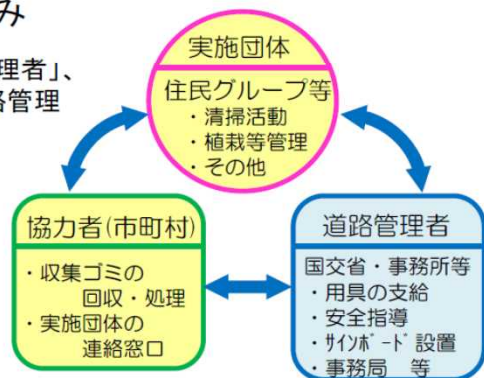 み
理者」、
路管理
実施団体
住民グループ等
・清掃活動
・植栽等管理
・その他
協力者(市町村)
・収集ゴミの
回収・処理
・実施団体の
連絡窓口
道路管理者
国交省・事務所等
・用具の支給
・安全指導
・ｻｲﾝﾎﾞｰﾄﾞ設置
・事務局　等